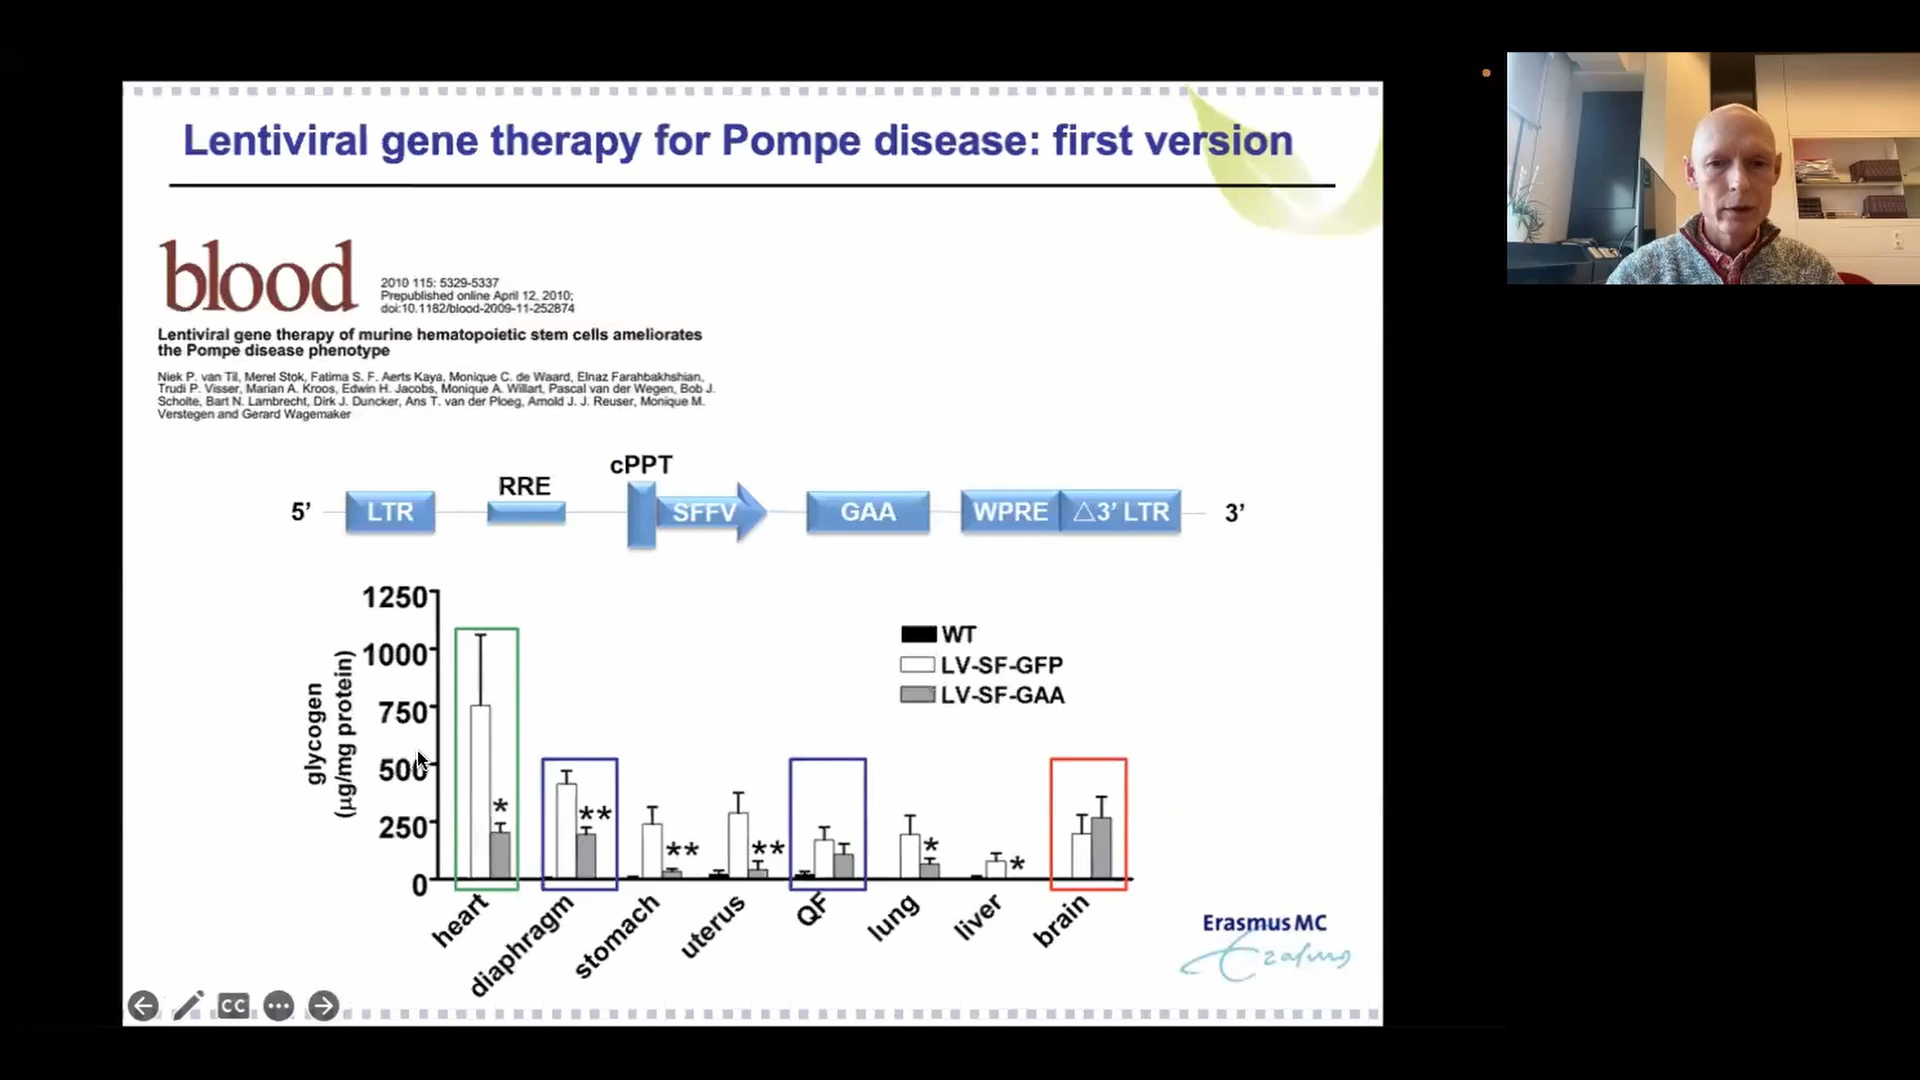 Lentiviral gene therapy for Pompe disease: first version
blood
2010 115: 5329-5337
Prepublished online April 12, 2010;
doi:10.1182/blood-2009-11-252874
Lentiviral gene therapy of murine hematopoietic stem cells ameliorates
the Pompe disease phenotype
Niek P. van Til, Merel Stok, Fatima S. F. Aerts Kaya, Monique C. de Waard, Elnaz Farahbakhshian,
Trudi P. Visser, Marian A. Kroos, Edwin H. Jacobs, Monique A. Willart, Pascal van der Wegen, Bob J.
Scholte, Bart N. Lambrecht, Dirk J. Duncker, Ans T. van der Ploeg, Arnold J. J. Reuser, Monique M.
Verstegen and Gerard Wagemaker
cPPT
RRE
5' LTR SFFV GAA WPRE △3' LTR 3'
glycogen
(µg/mg protein)
1250
1000
750
500
250
0
WT
LV-SF-GFP
LV-SF-GAA
* ** ** ** * *
heart diaphragm stomach uterus QF lung liver brain
Erasmus MC
Erasmus
CC